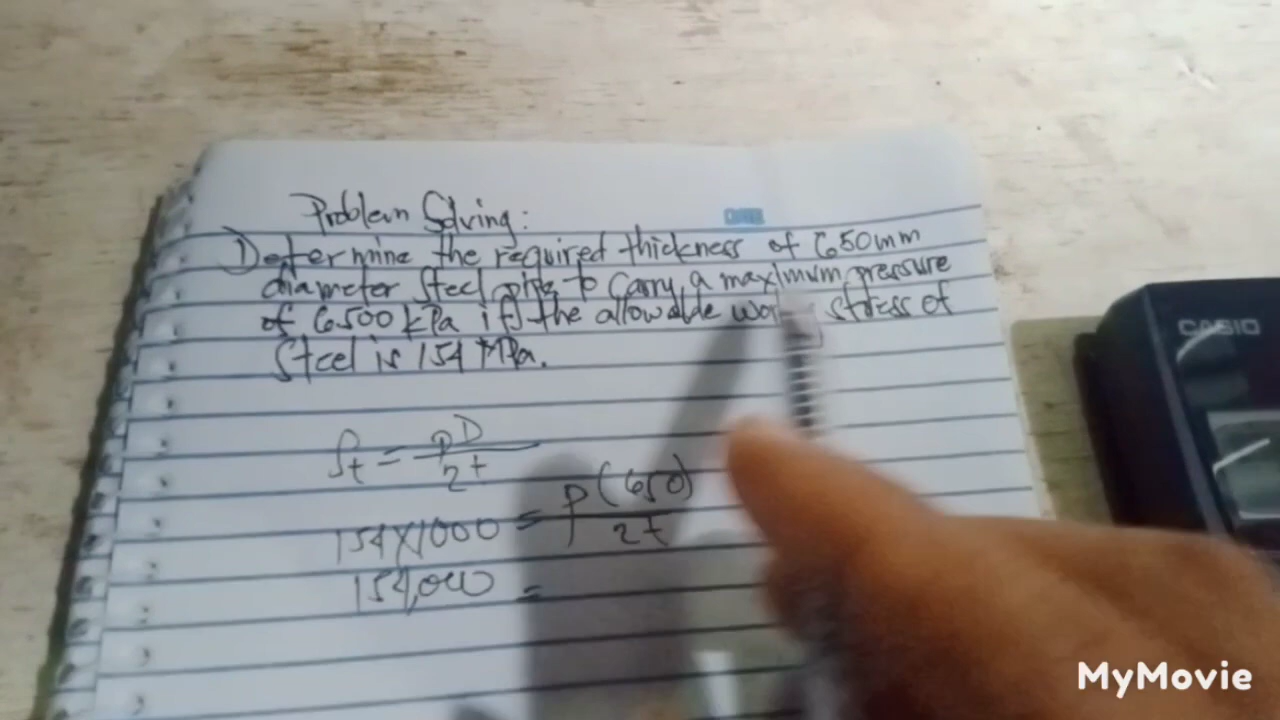 Problem Solving:
DATE
1) Determine the required thickness of 650mm
diameter steel pipe to carry a maximum pressure
of 6500 kPa if the allowable stress of
Steel is 154 MPa.
St = pD / 2t
154x1000 = P(650) / 2t
154,000 =
CASIO
MyMovie